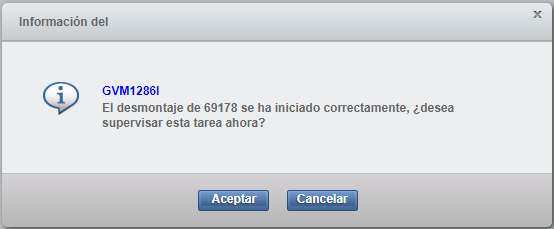 Información del
GVM1286I
El desmontaje de 69178 se ha iniciado correctamente, ¿desea
supervisar esta tarea ahora?
Aceptar Cancelar